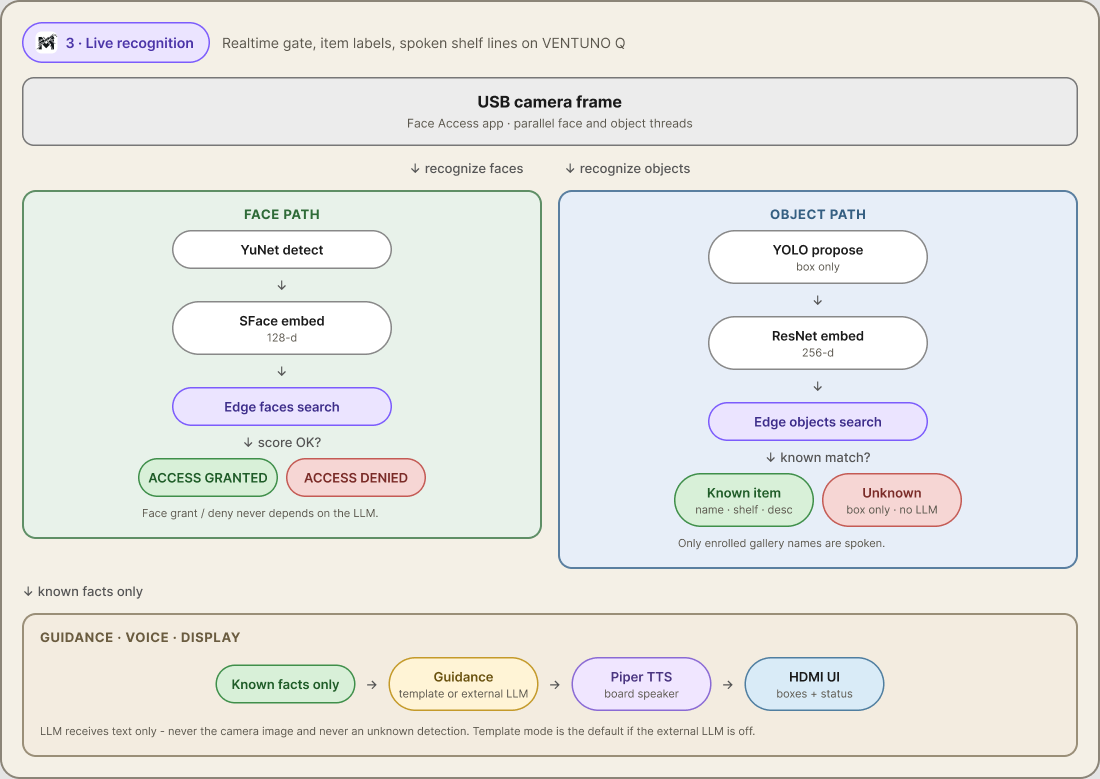 3 · Live recognition
Realtime gate, item labels, spoken shelf lines on VENTUNO Q
USB camera frame
Face Access app · parallel face and object threads
↓ recognize faces
↓ recognize objects
FACE PATH
YuNet detect
↓
SFace embed
128-d
↓
Edge faces search
↓ score OK?
ACCESS GRANTED
ACCESS DENIED
Face grant / deny never depends on the LLM.
OBJECT PATH
YOLO propose
box only
↓
ResNet embed
256-d
↓
Edge objects search
↓ known match?
Known item
name · shelf · desc
Unknown
box only · no LLM
Only enrolled gallery names are spoken.
↓ known facts only
GUIDANCE · VOICE · DISPLAY
Known facts only
→
Guidance
template or external LLM
→
Piper TTS
board speaker
→
HDMI UI
boxes + status
LLM receives text only - never the camera image and never an unknown detection. Template mode is the default if the external LLM is off.